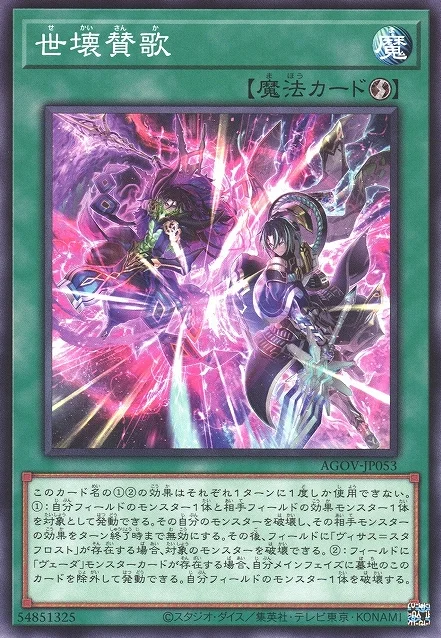 世壊賛歌
魔
【魔法カード】
AGOV-JP053
このカード名の①②の効果はそれぞれ1ターンに1度しか使用できない。
①:自分フィールドのモンスター1体と相手フィールドの効果モンスター1体
を対象として発動できる。その自分のモンスターを破壊し、その相手モンスター
の効果をターン終了時まで無効にする。その後、フィールドに「ヴィサス=スタ
フロスト」が存在する場合、対象のモンスターを破壊できる。②:フィールドに
「ヴェーダ」モンスターカードが存在する場合、自分メインフェイズに墓地のこの
カードを除外して発動できる。自分フィールドのモンスター1体を破壊する。
54851325
©スタジオ・ダイス/集英社・テレビ東京・KONAMI